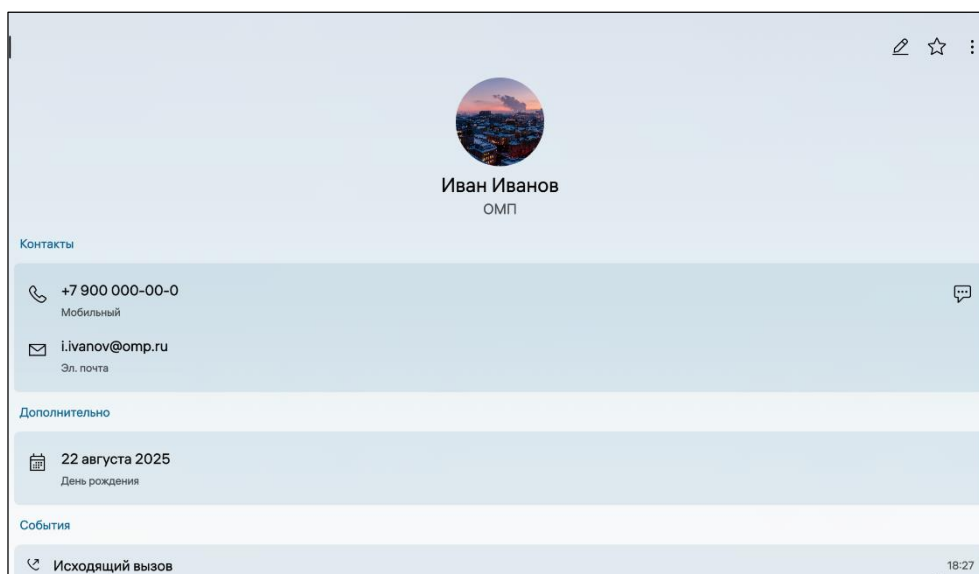 Иван Иванов
ОМП
Контакты
+7 900 000-00-0
Мобильный
i.ivanov@omp.ru
Эл. почта
Дополнительно
22 августа 2025
День рождения
События
Исходящий вызов 18:27